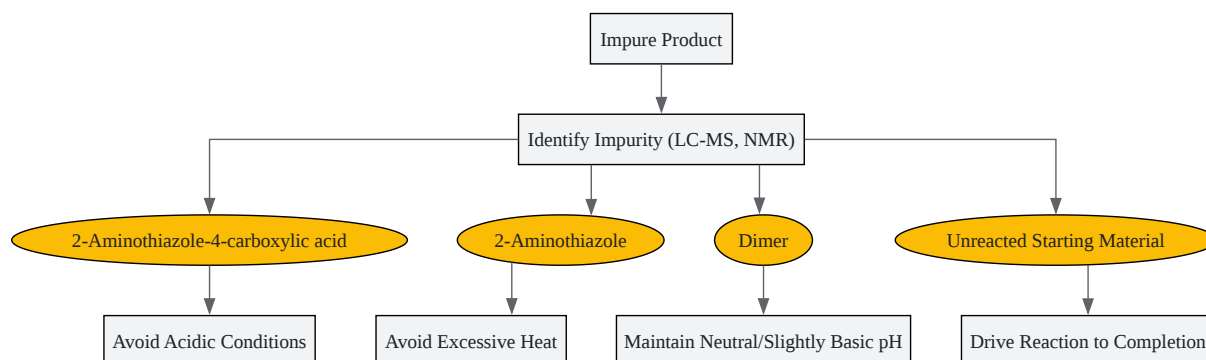 Impure Product
Identify Impurity (LC-MS, NMR)
2-Aminothiazole-4-carboxylic acid
2-Aminothiazole
Dimer
Unreacted Starting Material
Avoid Acidic Conditions
Avoid Excessive Heat
Maintain Neutral/Slightly Basic pH
Drive Reaction to Completion